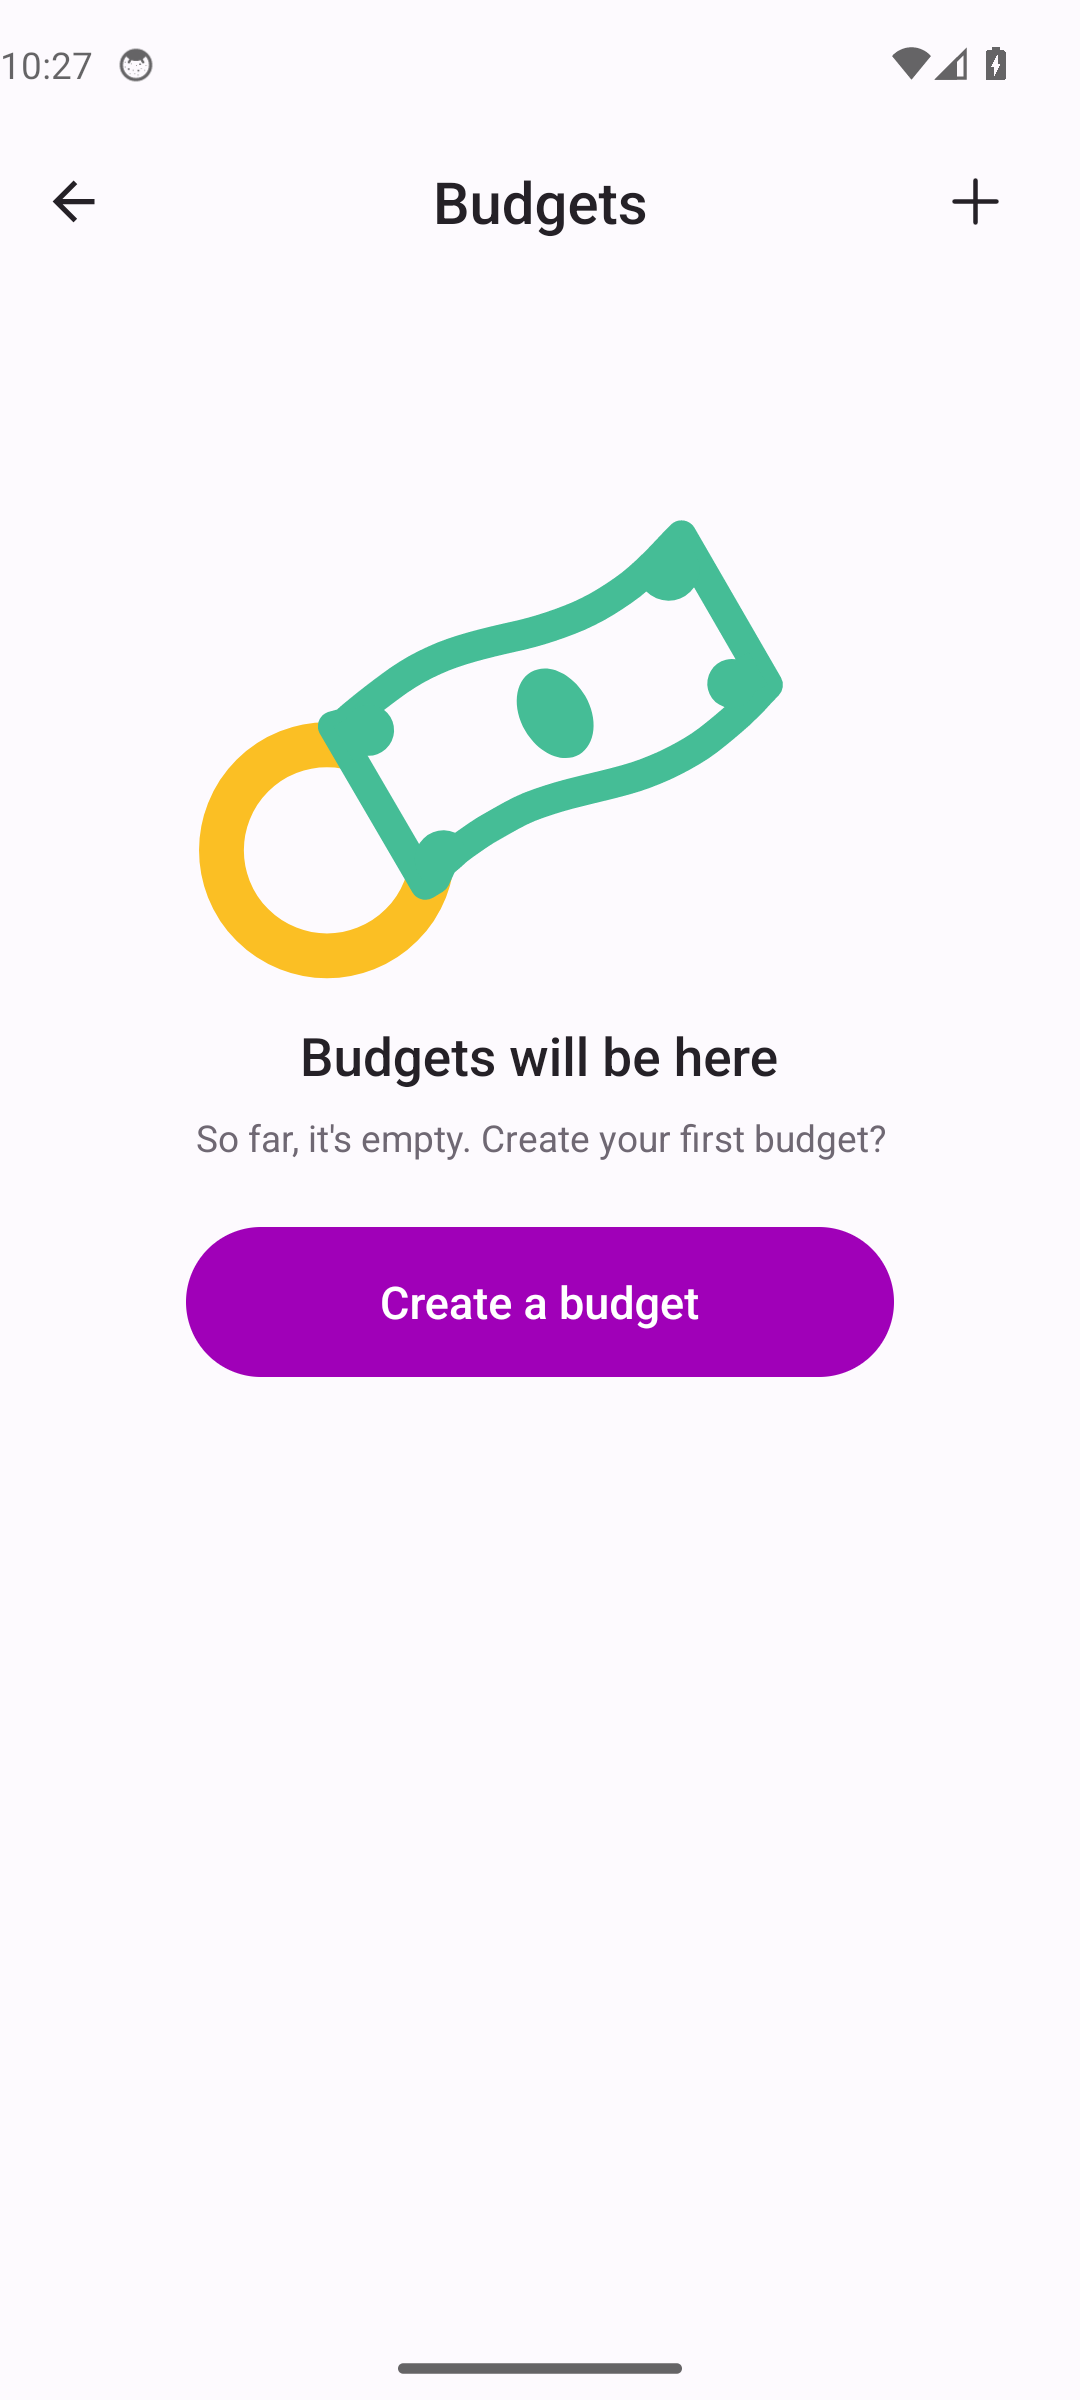 10:27
Budgets
Budgets will be here
So far, it's empty. Create your first budget?
Create a budget